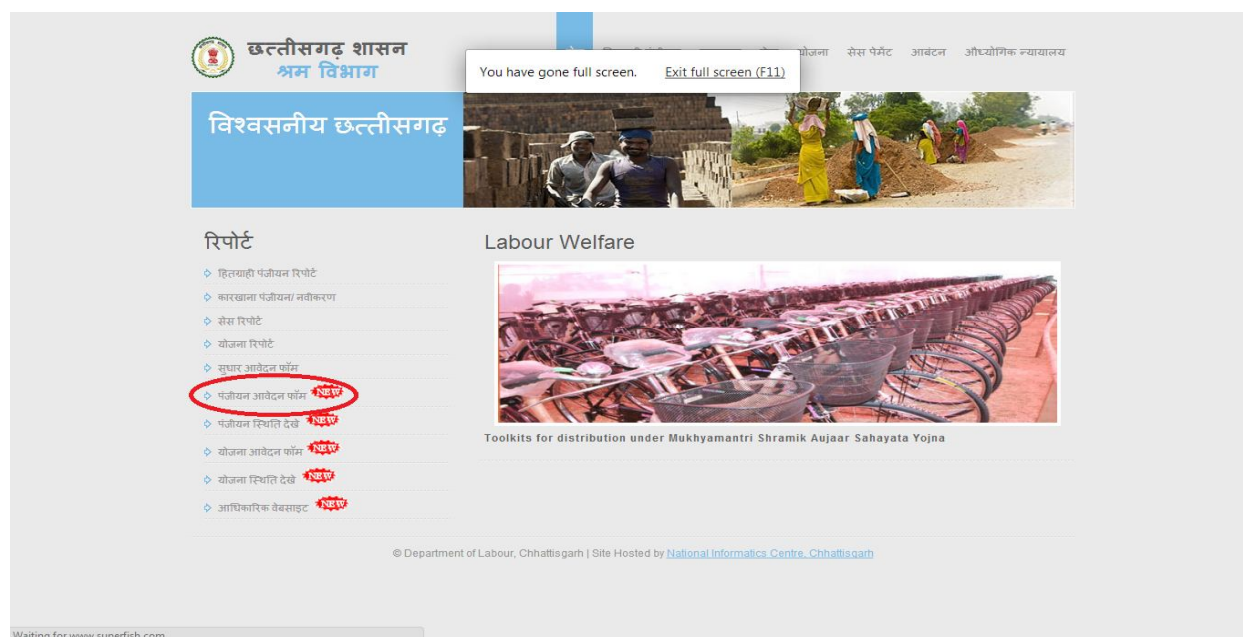 छत्तीसगढ़ शासन
श्रम विभाग
योजना सेस पेमेंट आबंटन औध्योगिक न्यायालय
You have gone full screen. Exit full screen (F11)
विश्वसनीय छत्तीसगढ़
रिपोर्ट
हितग्राही पंजीयन रिपोर्ट
कारखाना पंजीयन/ नवीकरण
सेस रिपोर्ट
योजना रिपोर्ट
सुधार आवेदन फॉम
पंजीयन आवेदन फॉम NEW
पंजीयन स्थिति देखे NEW
योजना आवेदन फॉम NEW
योजना स्थिति देखे NEW
आधिकारिक वेबसाइट NEW
Labour Welfare
Toolkits for distribution under Mukhyamantri Shramik Aujaar Sahayata Yojna
© Department of Labour, Chhattisgarh | Site Hosted by National Informatics Centre, Chhattisgarh
Waiting for www.superfish.com